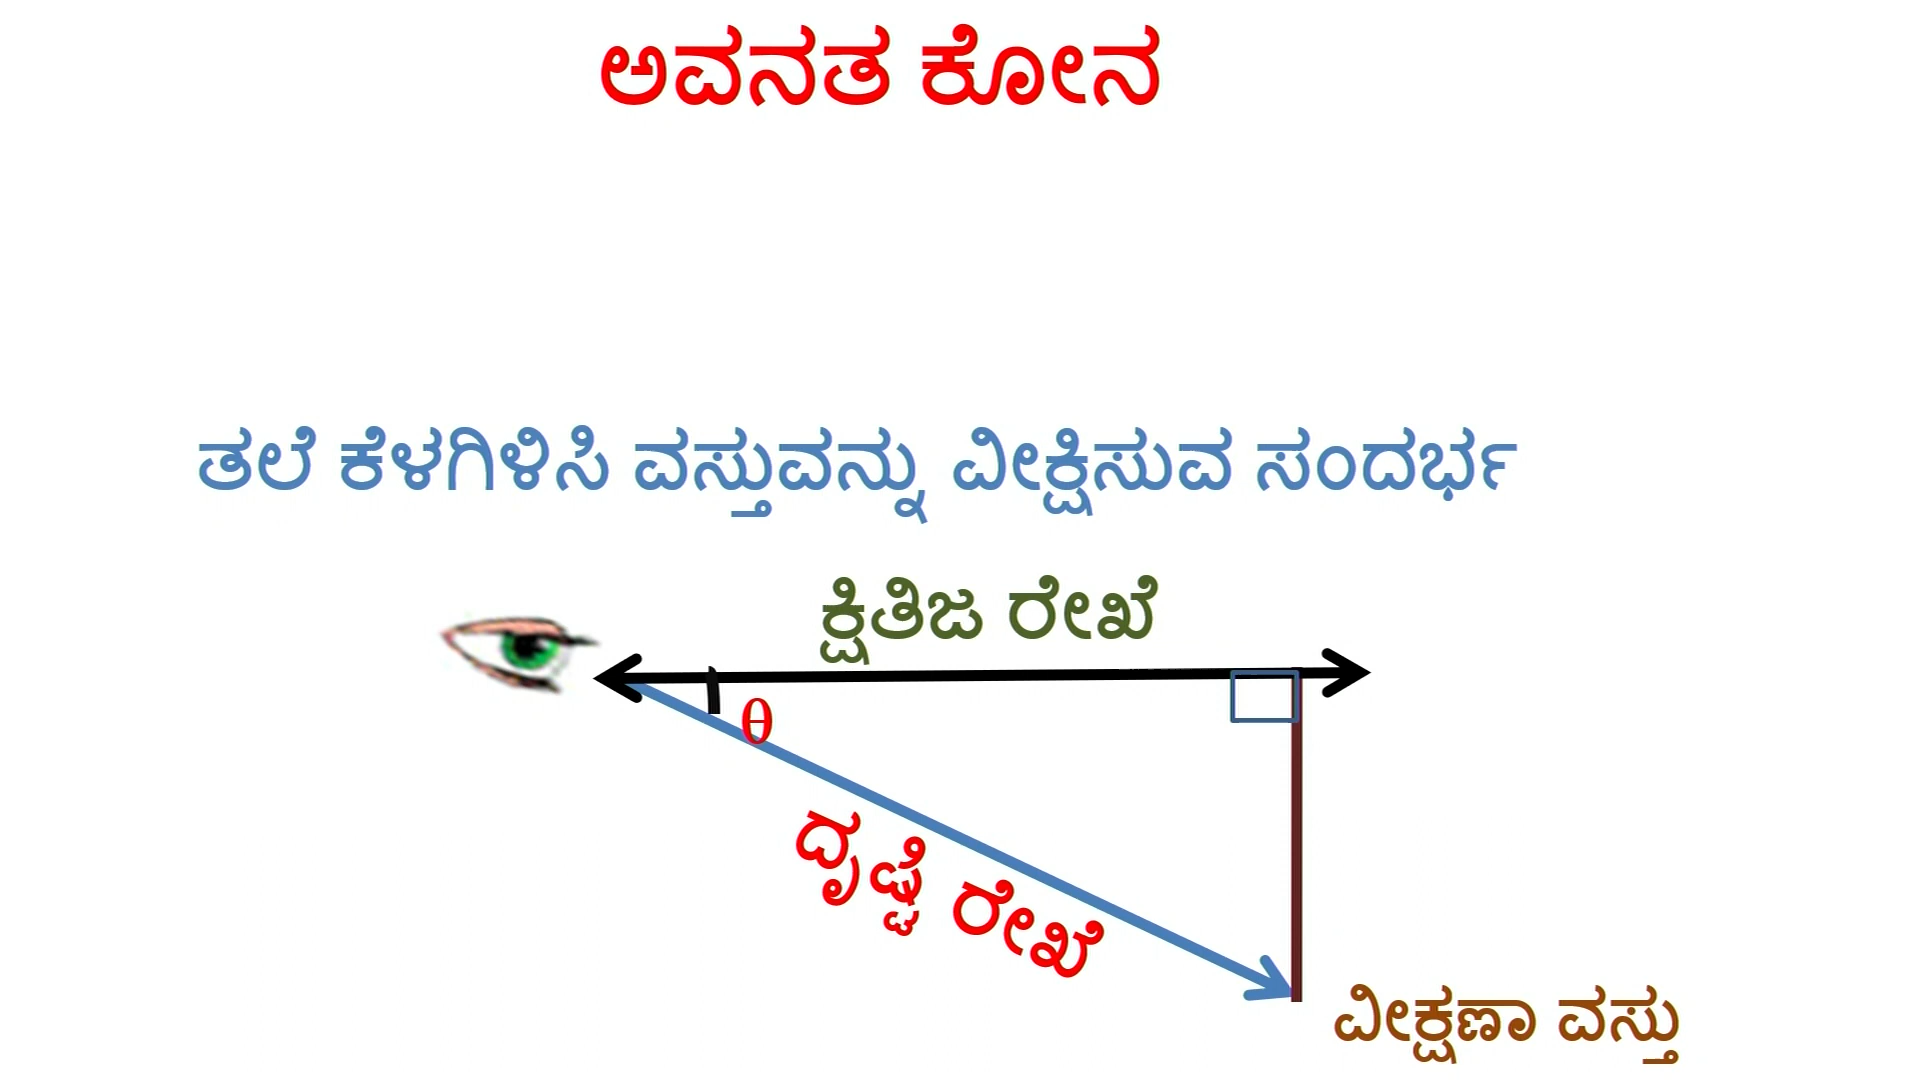 ಅವನತ ಕೋನ
ತಲೆ ಕೆಳಗಿಳಿಸಿ ವಸ್ತುವನ್ನು ವೀಕ್ಷಿಸುವ ಸಂದರ್ಭ
ಕ್ಷಿತಿಜ ರೇಖೆ
θ
ದೃಷ್ಟಿ ರೇಖೆ
ವೀಕ್ಷಣಾ ವಸ್ತು